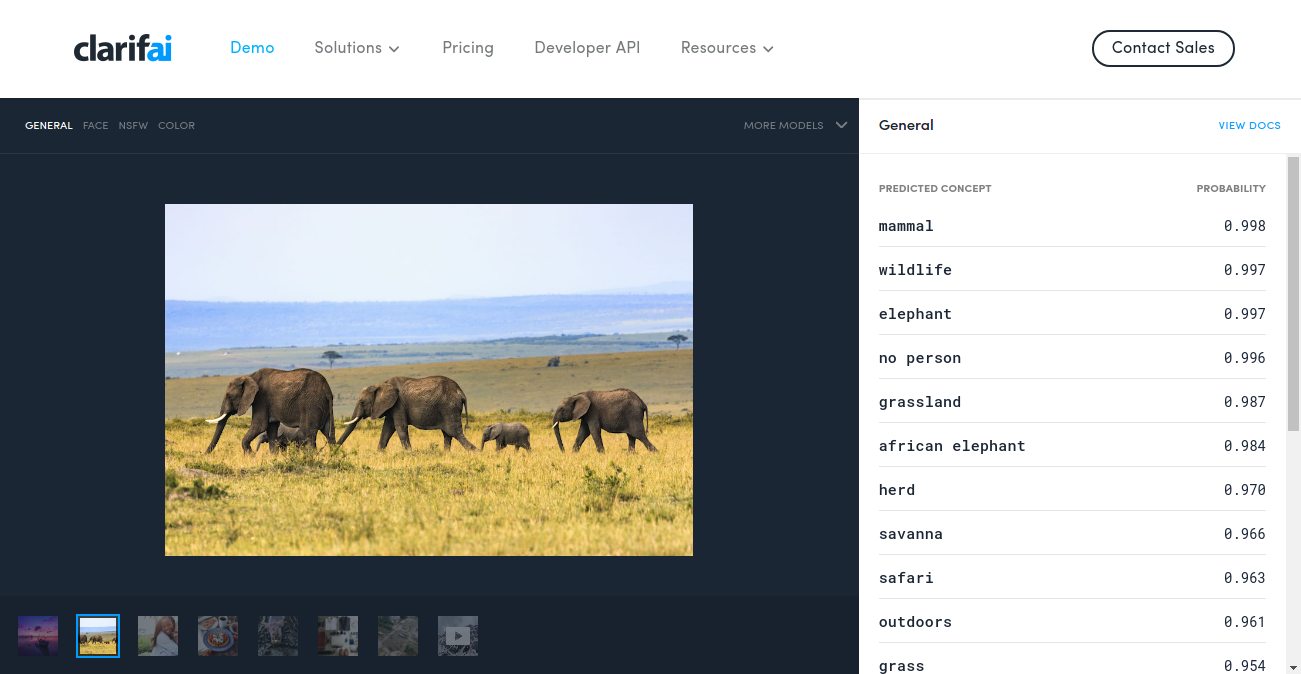 clarifai Demo Solutions Pricing Developer API Resources Contact Sales
GENERAL FACE NSFW COLOR MORE MODELS
General VIEW DOCS
PREDICTED CONCEPT PROBABILITY
mammal 0.998
wildlife 0.997
elephant 0.997
no person 0.996
grassland 0.987
african elephant 0.984
herd 0.970
savanna 0.966
safari 0.963
outdoors 0.961
grass 0.954